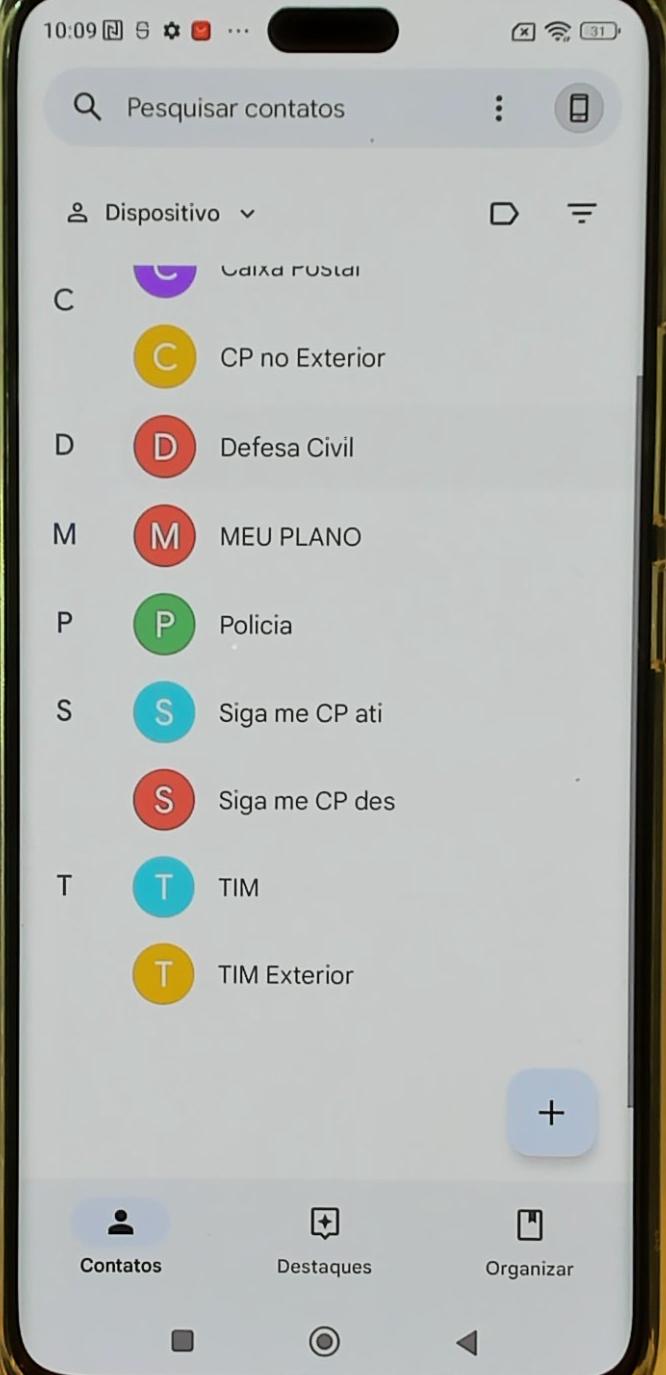 10:09
31
Pesquisar contatos
Dispositivo
C
C Caixa Postal
C CP no Exterior
D D Defesa Civil
M M MEU PLANO
P P Policia
S S Siga me CP ati
S Siga me CP des
T T TIM
T TIM Exterior
+
Contatos Destaques Organizar